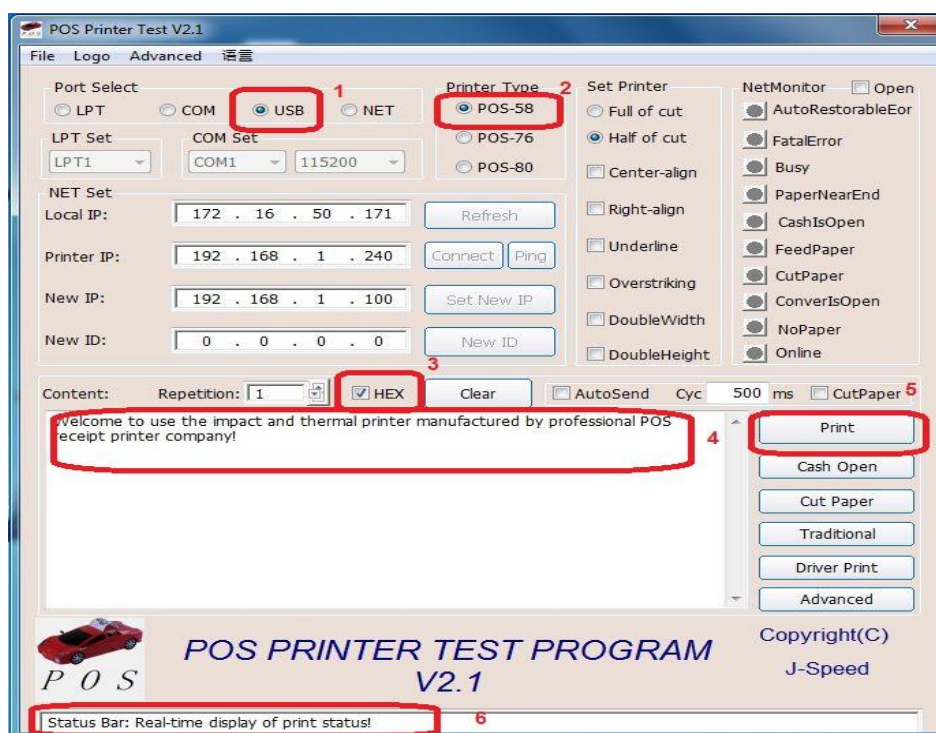 POS Printer Test V2.1
File Logo Advanced 语言
Port Select
LPT COM USB NET
1
LPT Set
LPT1
COM Set
COM1 115200
Printer Type
2
POS-58
POS-76
POS-80
Set Printer
Full of cut
Half of cut
Center-align
Right-align
Underline
Overstriking
DoubleWidth
DoubleHeight
NetMonitor Open
AutoRestorableEor
FatalError
Busy
PaperNearEnd
CashIsOpen
FeedPaper
CutPaper
ConverIsOpen
NoPaper
Online
NET Set
Local IP: 172 . 16 . 50 . 171 Refresh
Printer IP: 192 . 168 . 1 . 240 Connect Ping
New IP: 192 . 168 . 1 . 100 Set New IP
New ID: 0 . 0 . 0 . 0 New ID
3
Content: Repetition: 1 HEX Clear AutoSend Cyc 500 ms CutPaper 5
Welcome to use the impact and thermal printer manufactured by professional POS
receipt printer company!
4
Print
Cash Open
Cut Paper
Traditional
Driver Print
Advanced
POS
POS PRINTER TEST PROGRAM
V2.1
Copyright(C)
J-Speed
Status Bar: Real-time display of print status!
6